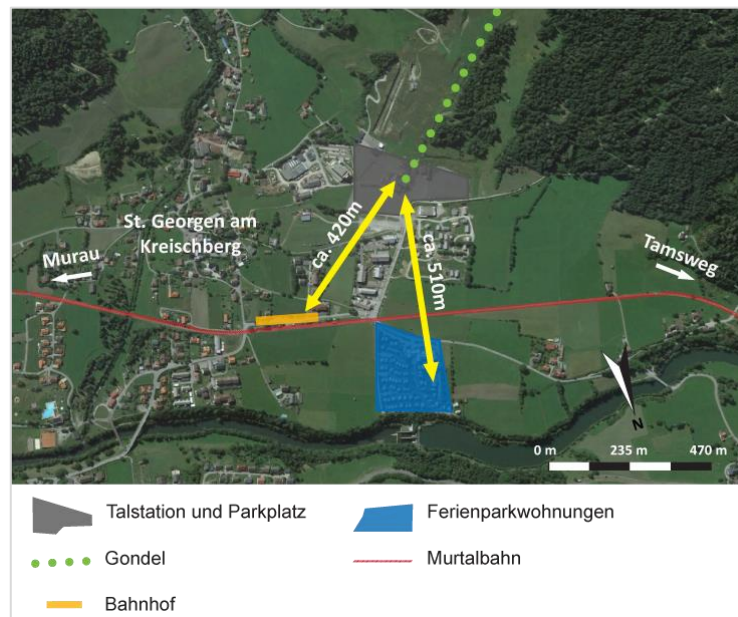 St. Georgen am
Kreischberg
Murau
ca. 420m
ca. 510m
Tamsweg
N
0 m 235 m 470 m
Talstation und Parkplatz
Ferienparkwohnungen
Gondel
Murtalbahn
Bahnhof